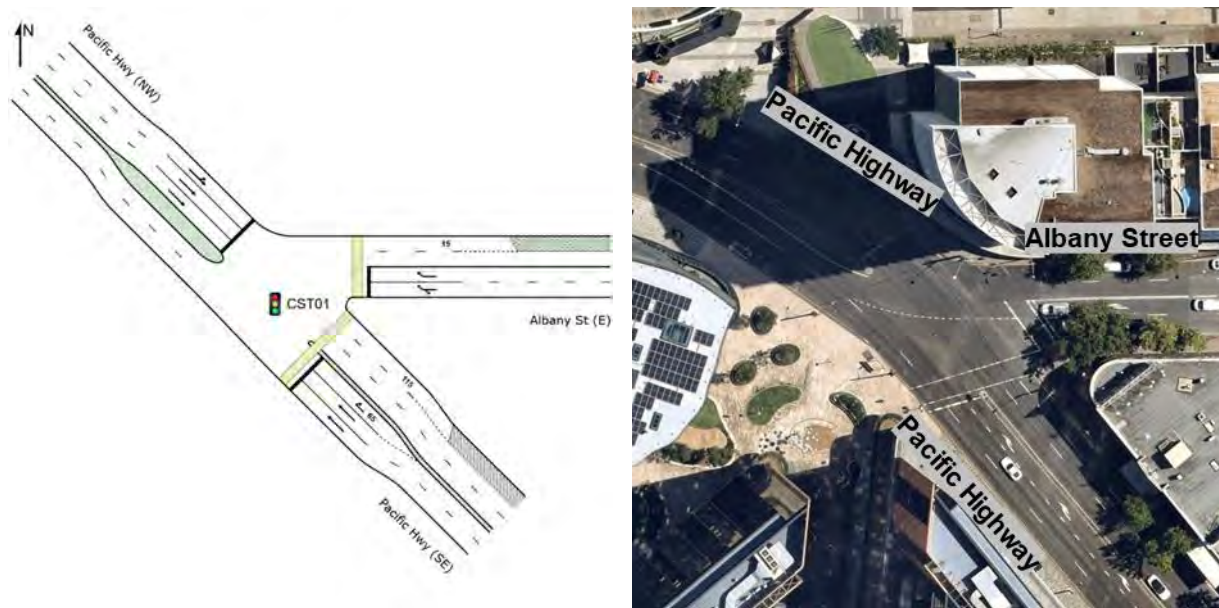 N
Pacific Hwy (NW)
15
CST01
Albany St (E)
115
65
Pacific Hwy (SE)
Pacific Highway
Albany Street
Pacific Highway